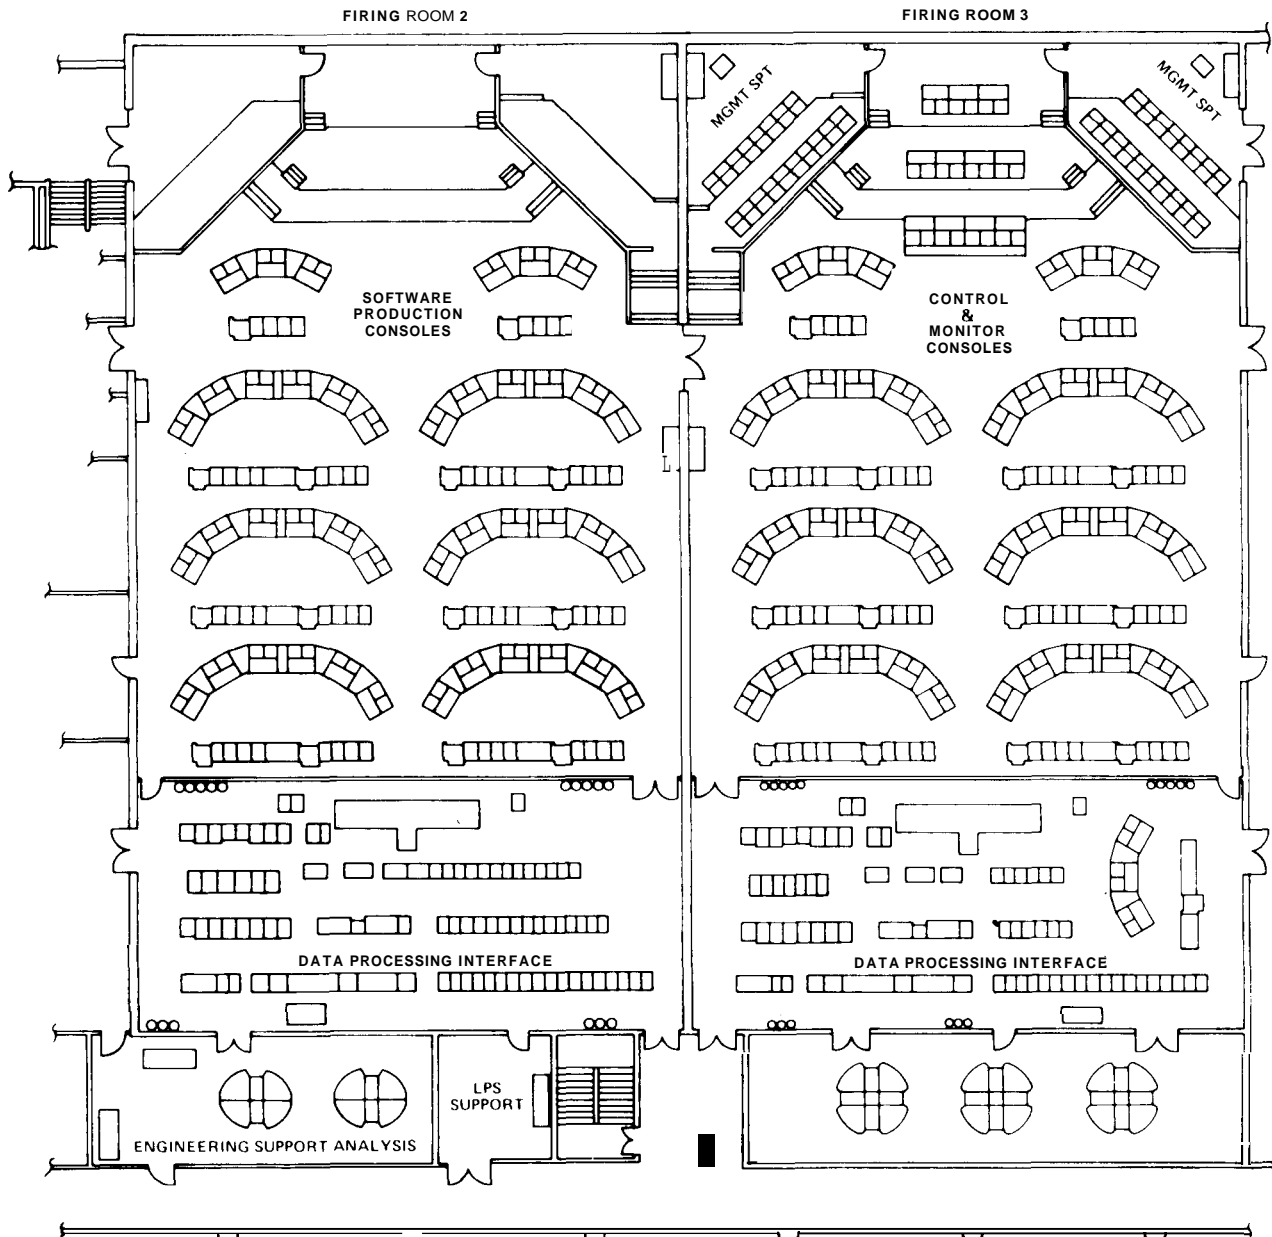 FIRING ROOM 2
FIRING ROOM 3
MGMT SPT
MGMT SPT
SOFTWARE
PRODUCTION
CONSOLES
CONTROL
&
MONITOR
CONSOLES
L
DATA PROCESSING INTERFACE
DATA PROCESSING INTERFACE
LPS
SUPPORT
ENGINEERING SUPPORT ANALYSIS